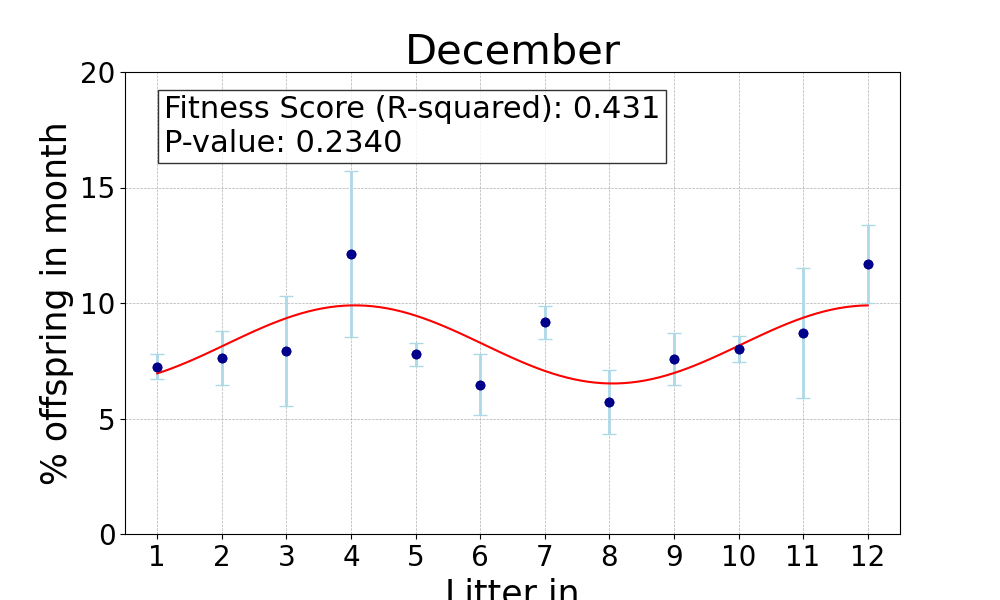 December
Fitness Score (R-squared): 0.431
P-value: 0.2340
% offspring in month
20
15
10
5
0
1 2 3 4 5 6 7 8 9 10 11 12
Litter in